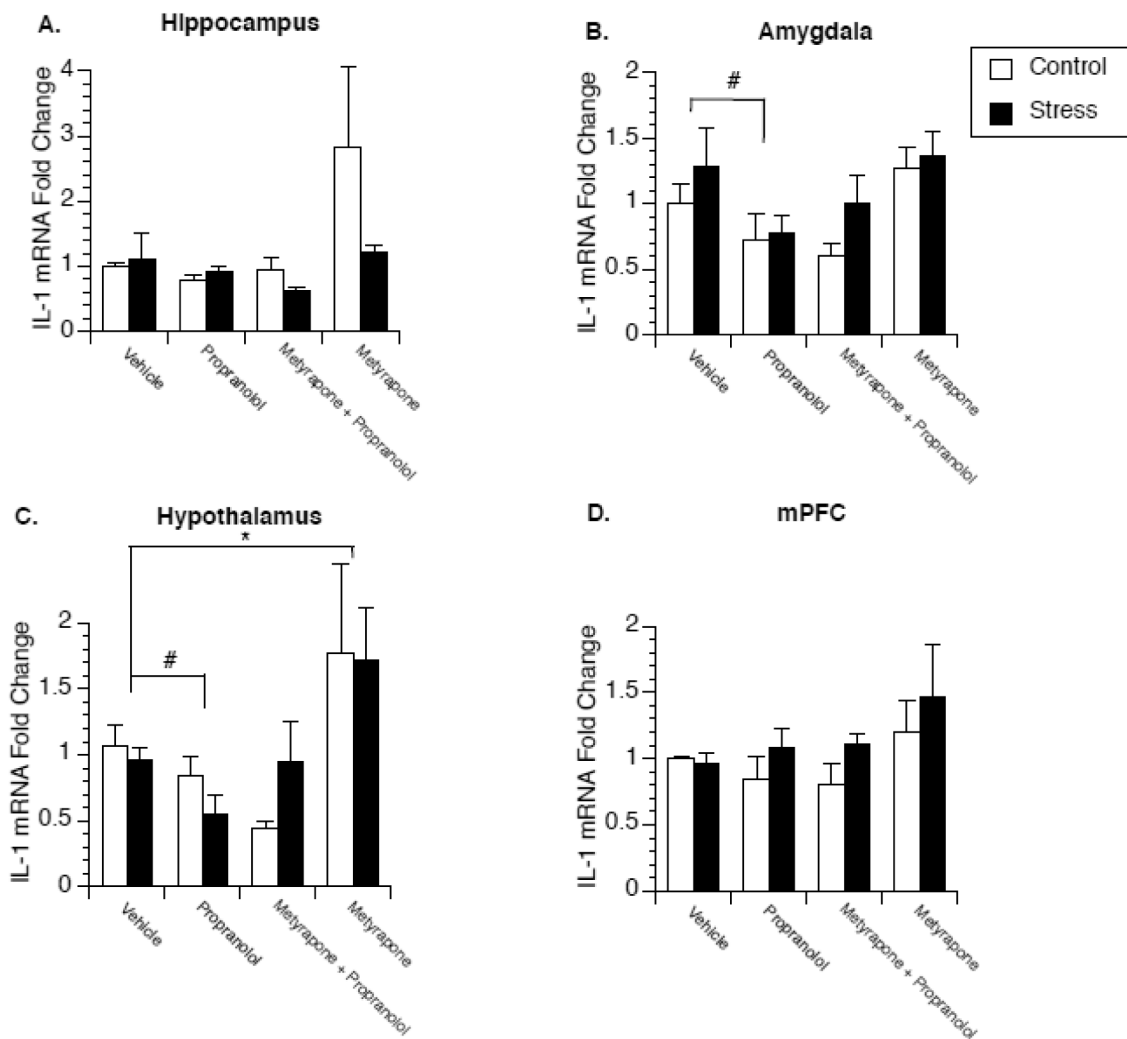 A.
HIppocampus
IL-1 mRNA Fold Change
4
3
2
1
0
Vehicle
Propranolol
Metyrapone + Propranolol
Metyrapone
B.
Amygdala
IL-1 mRNA Fold Change
2
1.5
1
0.5
0
#
Vehicle
Propranolol
Metyrapone + Propranolol
Metyrapone
Control
Stress
C.
Hypothalamus
*
#
IL-1 mRNA Fold Change
2
1.5
1
0.5
0
Vehicle
Propranolol
Metyrapone + Propranolol
Metyrapone
D.
mPFC
IL-1 mRNA Fold Change
2
1.5
1
0.5
0
Vehicle
Propranolol
Metyrapone + Propranolol
Metyrapone